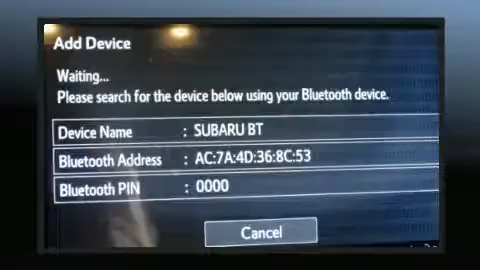 Add Device
Waiting...
Please search for the device below using your Bluetooth device.
Device Name : SUBARU BT
Bluetooth Address : AC:7A:4D:36:8C:53
Bluetooth PIN : 0000
Cancel